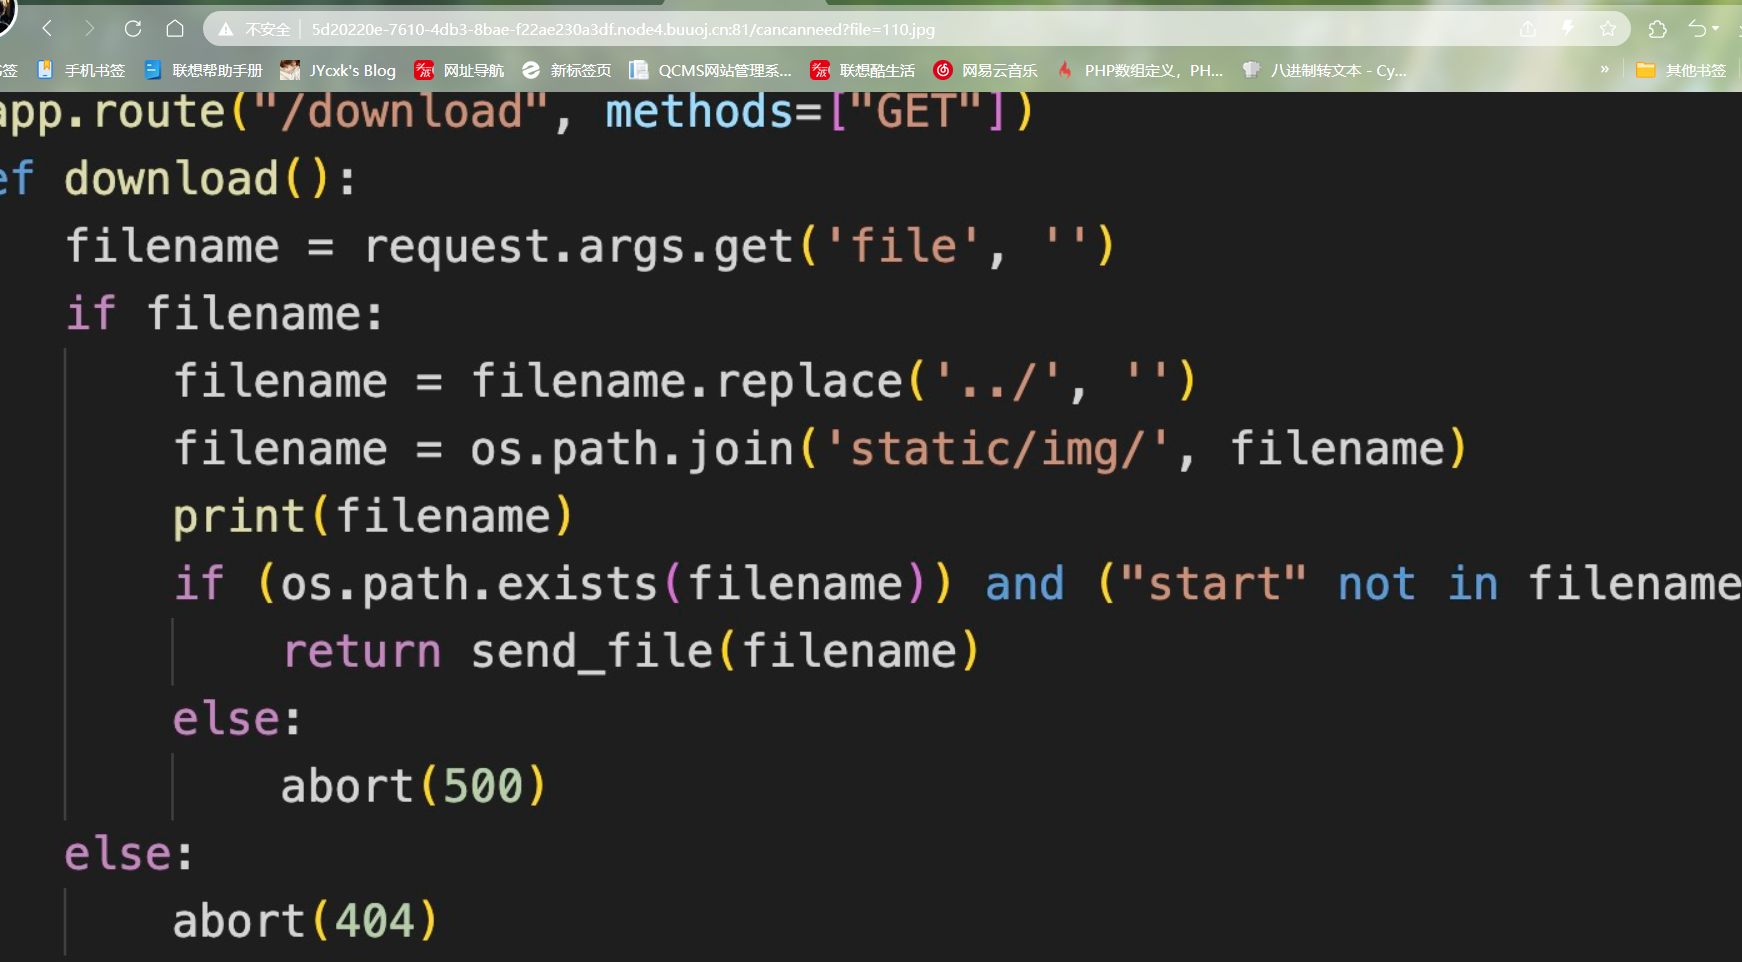 不安全 5d20220e-7610-4db3-8bae-f22ae230a3df.node4.buuoj.cn:81/cancanneed?file=110.jpg
签 手机书签 联想帮助手册 JYcxk's Blog 网址导航 新标签页 QCMS网站管理系... 联想酷生活 网易云音乐 PHP数组定义，PH... 八进制转文本 - Cy... » 其他书签
app.route("/download", methods=["GET"])
ef download():
filename = request.args.get('file', '')
if filename:
filename = filename.replace('../', '')
filename = os.path.join('static/img/', filename)
print(filename)
if (os.path.exists(filename)) and ("start" not in filename
return send_file(filename)
else:
abort(500)
else:
abort(404)